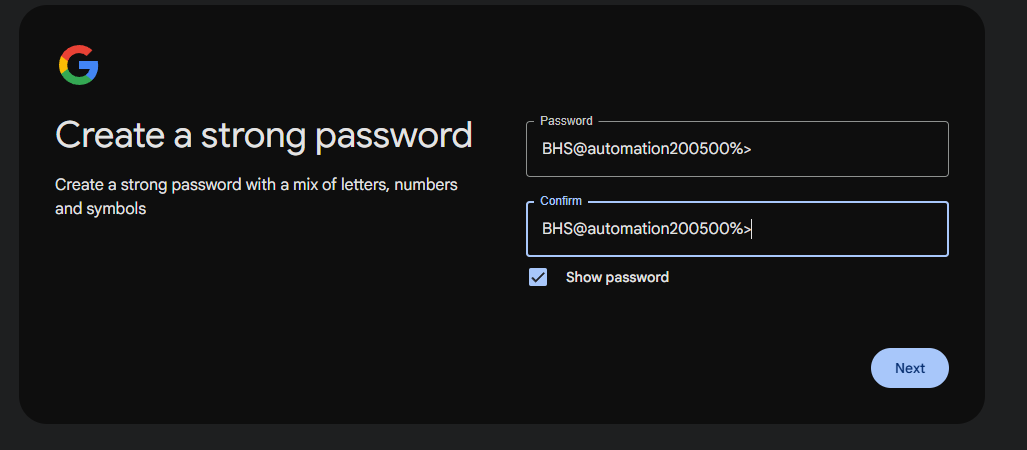 Create a strong password
Create a strong password with a mix of letters, numbers
and symbols
Password
BHS@automation200500%>
Confirm
BHS@automation200500%>
Show password
Next